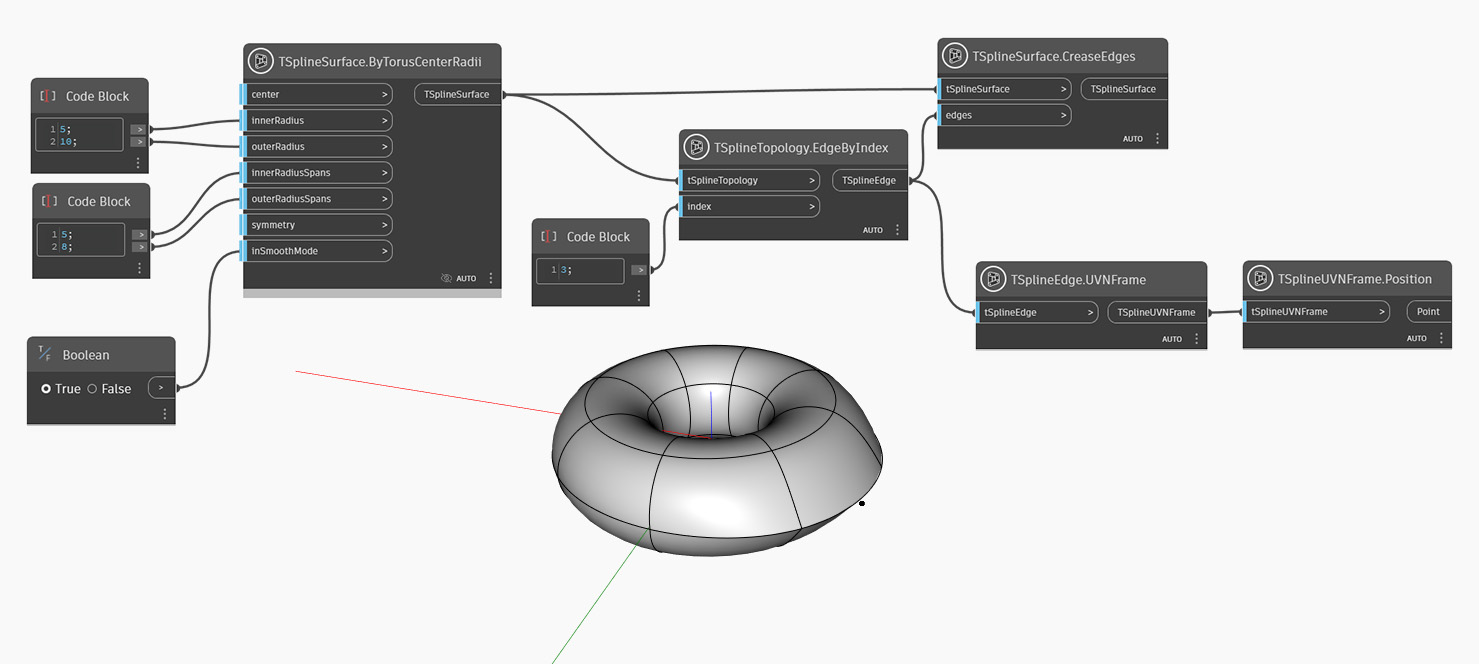 Code Block
1 5;
2 10;
>
>
Code Block
1 5;
2 8;
>
>
Boolean
True False
>
TSplineSurface.ByTorusCenterRadii
center >
TSplineSurface
innerRadius >
outerRadius >
innerRadiusSpans >
outerRadiusSpans >
symmetry >
inSmoothMode >
AUTO
Code Block
1 3;
>
TSplineTopology.EdgeByIndex
tSplineTopology >
TSplineEdge
index >
AUTO
TSplineSurface.CreaseEdges
tSplineSurface >
TSplineSurface
edges >
AUTO
TSplineEdge.UVNFrame
tSplineEdge >
TSplineUVNFrame
AUTO
TSplineUVNFrame.Position
tSplineUVNFrame >
Point
AUTO